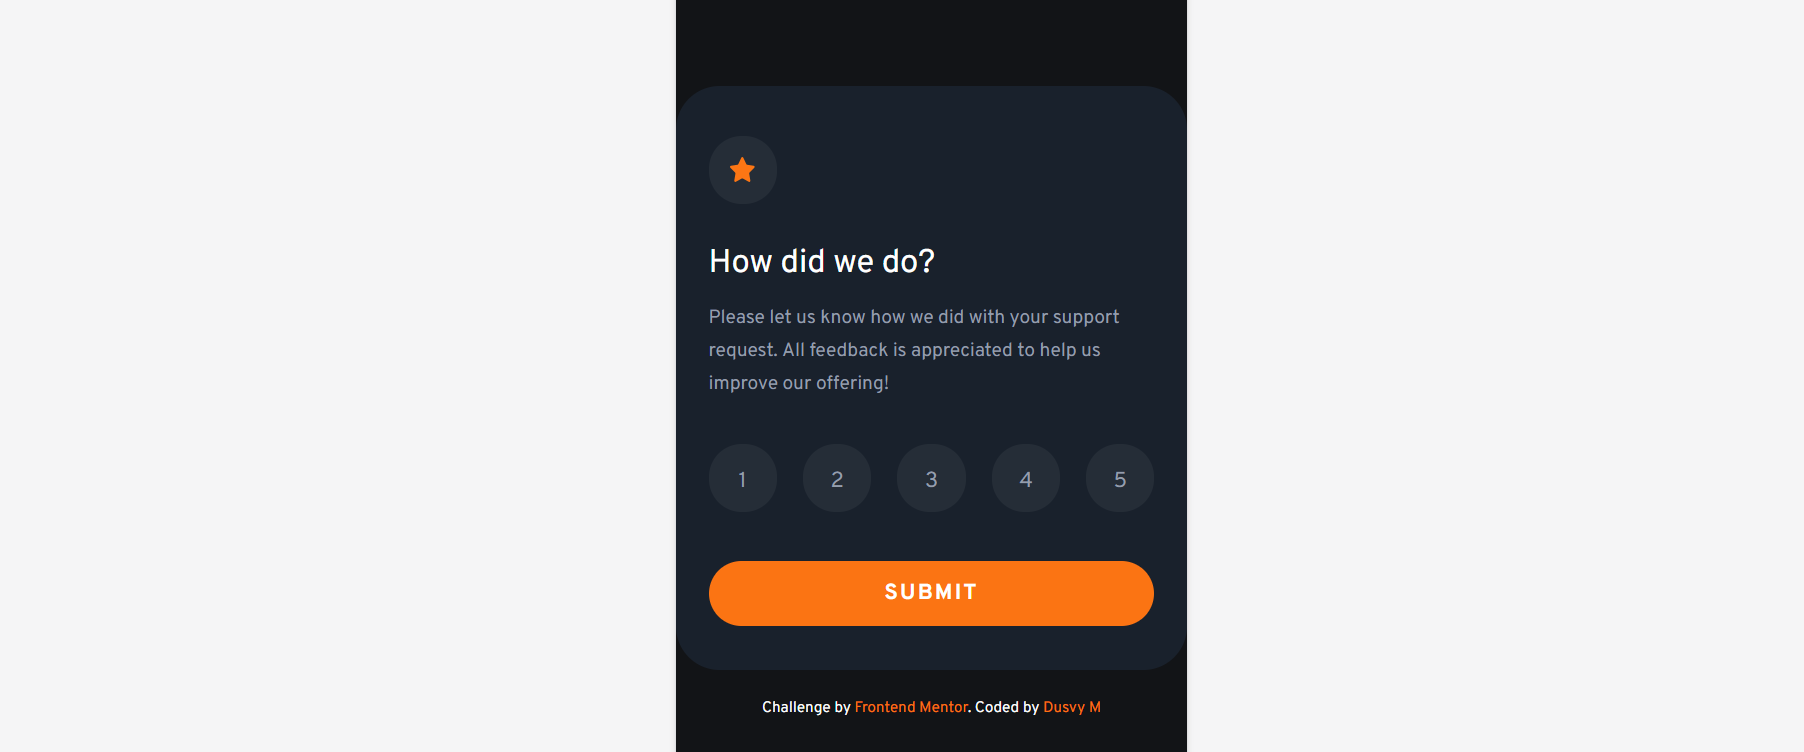 How did we do?
Please let us know how we did with your support
request. All feedback is appreciated to help us
improve our offering!
1 2 3 4 5
SUBMIT
Challenge by Frontend Mentor. Coded by Dusvy M